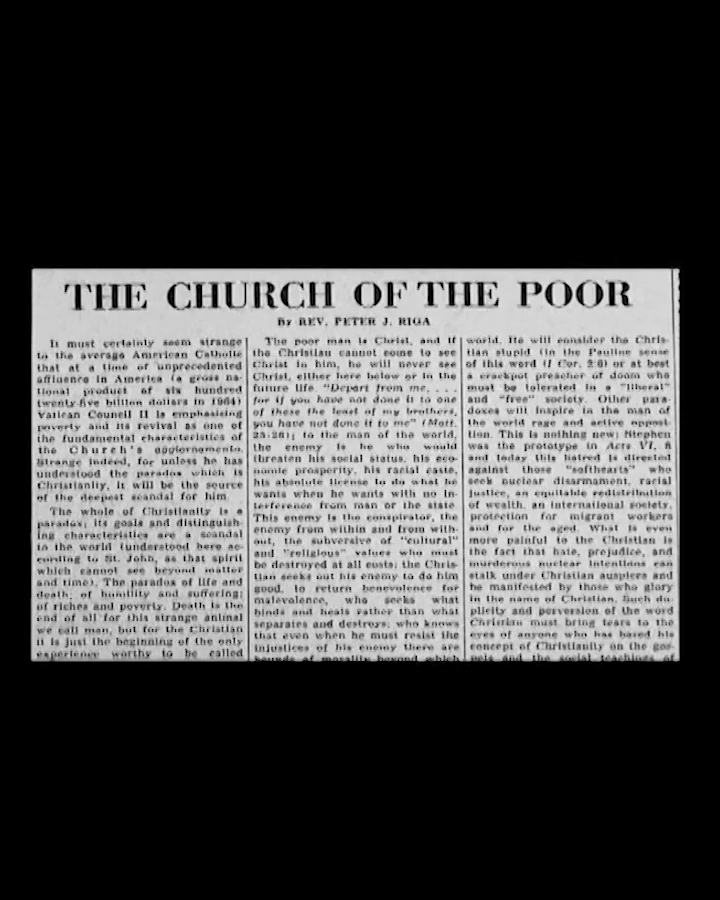 THE CHURCH OF THE POOR
By REV. PETER J. RIGA
It must certainly seem strange
to the average American Catholic
that at a time of unprecedented
affluence in America (a gross na-
tional product of six hundred
twenty-five billion dollars in 1964)
Vatican Council II is emphasizing
poverty and its revival as one of
the fundamental characteristics of
the Church's aggiornamento.
Strange indeed, for unless he has
understood the paradox which is
Christianity, it will be the source
of the deepest scandal for him.
The whole of Christianity is a
paradox; its goals and distinguish-
ing characteristics are a scandal
to the world (understood here ac-
cording to St. John, as that spirit
which cannot see beyond matter
and time). The paradox of life and
death; of humility and suffering;
of riches and poverty. Death is the
end of all for this strange animal
we call man, but for the Christian
it is just the beginning of the only
experience worthy to be called
The poor man is Christ, and if
the Christian cannot come to see
Christ in him, he will never see
Christ, either here below or in the
future life. "Depart from me. . . .
for if you have not done it to one
of these the least of my brothers,
you have not done it to me" (Matt.
25-26); to the man of the world,
the enemy is he who would
threaten his social status, his eco-
nomic prosperity, his racial caste,
his absolute license to do what he
wants when he wants with no in-
terference from man or the state.
This enemy is the conspirator, the
enemy from within and from with-
out, the subversive of "cultural"
and "religious" values who must
be destroyed at all costs; the Chris-
tian seeks out his enemy to do him
good, to return benevolence for
malevolence, who seeks what
binds and heals rather than what
separates and destroys; who knows
that even when he must resist the
injustices of his enemy there are
bounds of morality beyond which
world. Ite will consider the Chris-
tian stupid (in the Pauline sense
of this word (I Cor. 2:6) or at best
a crackpot preacher of doom who
must be tolerated in a "liberal"
and "free" society. Other para-
doxes will inspire in the man of
the world rage and active opposi-
tion. This is nothing new; Stephen
was the prototype in Acts VI, 8
and today this hatred is directed
against those "softhearts" who
seek nuclear disarmament, racial
justice, an equitable redistribution
of wealth, an international society,
protection for migrant workers
and for the aged. What is even
more painful to the Christian is
the fact that hate, prejudice, and
murderous nuclear intentions can
stalk under Christian auspices and
be manifested by those who glory
in the name of Christian. Such du-
plicity and perversion of the word
Christian must bring tears to the
eyes of anyone who has based his
concept of Christianity on the gos-
pels and the social teachings of